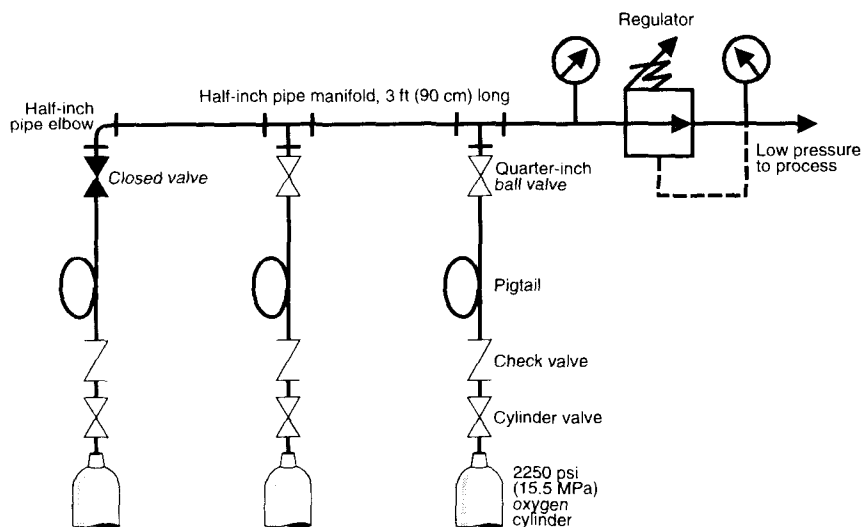 Regulator
Half-inch pipe manifold, 3 ft (90 cm) long
Half-inch
pipe elbow
Low pressure
to process
Closed valve
Quarter-inch
ball valve
Pigtail
Check valve
Cylinder valve
2250 psi
(15.5 MPa)
oxygen
cylinder